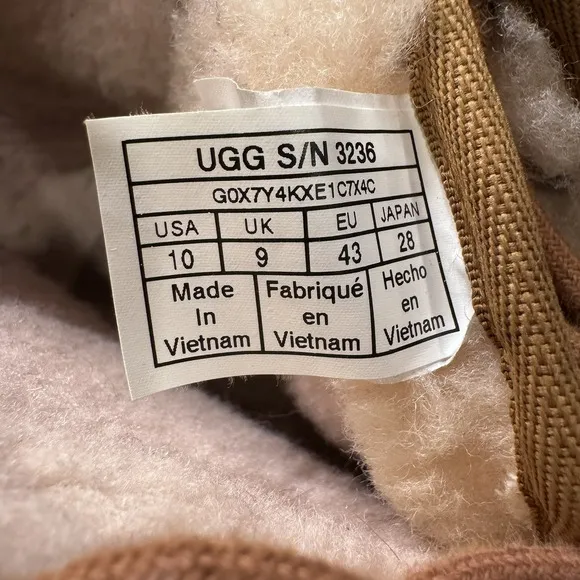 UGG S/N 3236
G0X7Y4KXE1C7X4C
USA UK EU JAPAN
10 9 43 28
Made Fabriqué Hecho
In en en
Vietnam Vietnam Vietnam